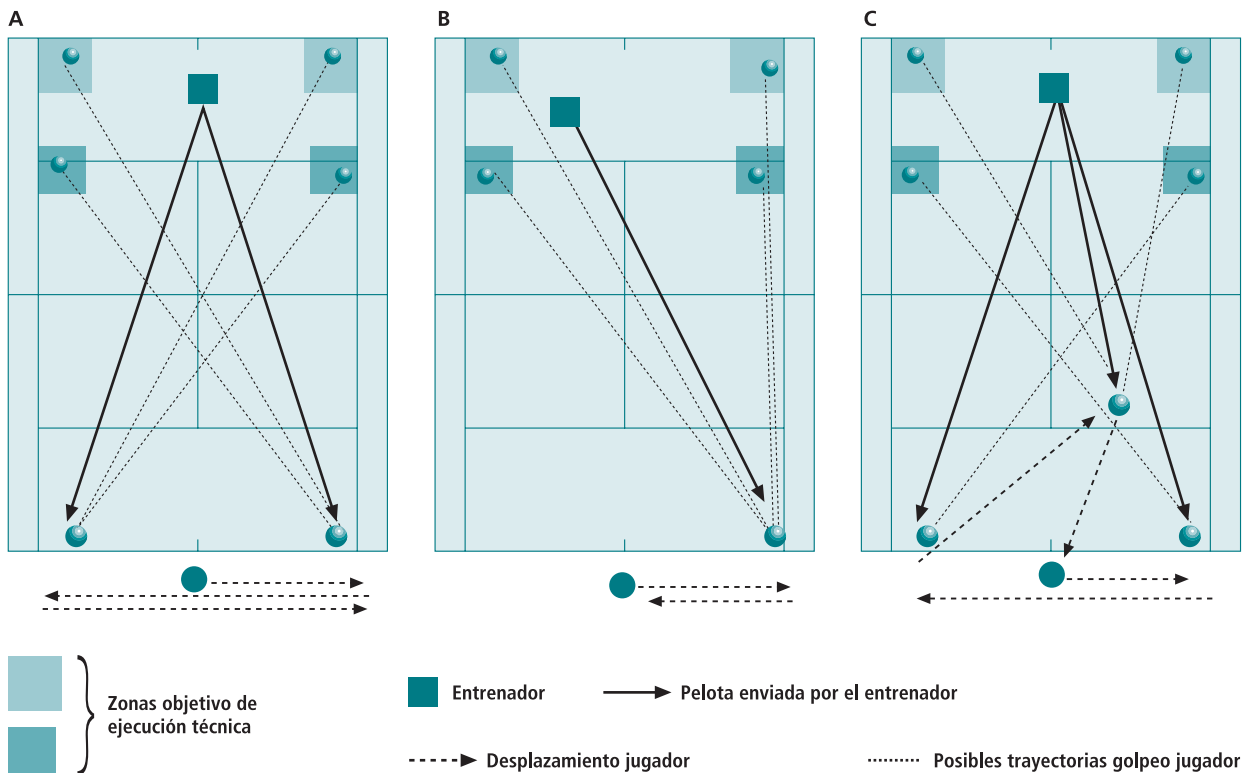 A
B
C
Zonas objetivo de
ejecución técnica
Entrenador
Pelota enviada por el entrenador
Desplazamiento jugador
Posibles trayectorias golpeo jugador